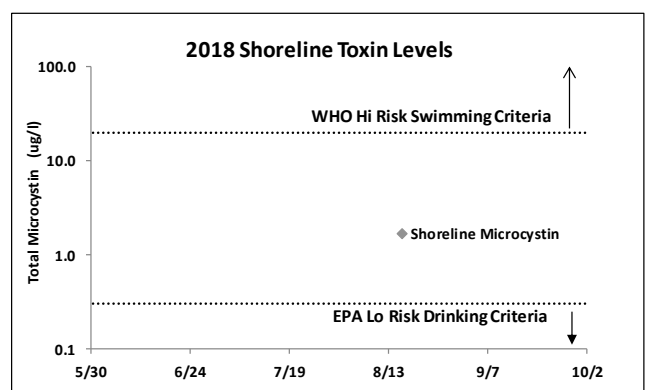 2018 Shoreline Toxin Levels
100.0
WHO Hi Risk Swimming Criteria
10.0
Total Microcystin (ug/l)
Shoreline Microcystin
1.0
EPA Lo Risk Drinking Criteria
0.1
5/30 6/24 7/19 8/13 9/7 10/2